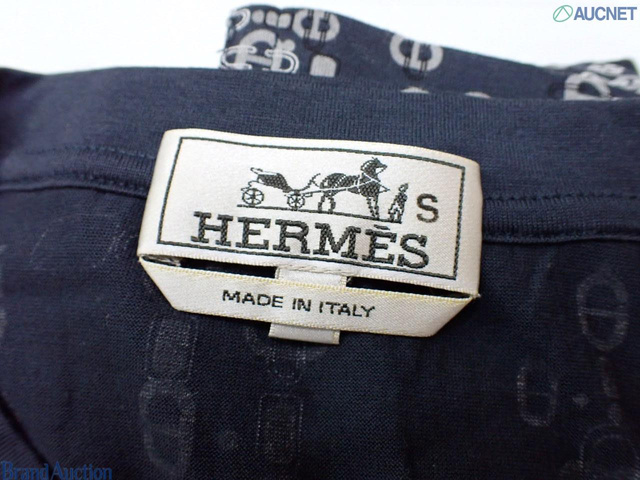 AUCNET
S
HERMÈS
MADE IN ITALY
Brand Auction